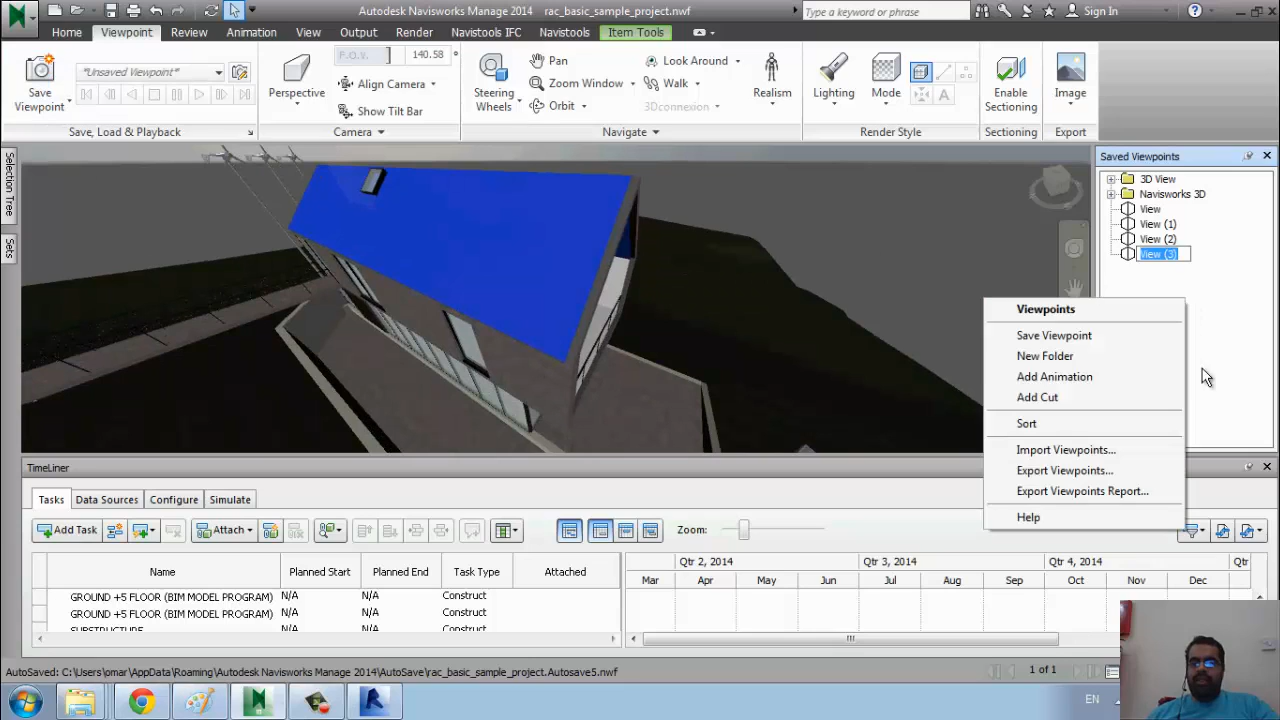 Autodesk Navisworks Manage 2014 rac_basic_sample_project.nwf
Type a keyword or phrase
Sign In
Home Viewpoint Review Animation View Output Render Navistools IFC Navistools Item Tools
Save Viewpoint
*Unsaved Viewpoint*
Save, Load & Playback
Perspective
F.O.V. 140.58 °
Align Camera
Show Tilt Bar
Camera
Steering Wheels
Pan
Zoom Window
Orbit
Look Around
Walk
3Dconnexion
Navigate
Realism
Lighting
Mode
Render Style
Enable Sectioning
Sectioning
Image
Export
Selection Tree
Sets
Saved Viewpoints
3D View
Navisworks 3D
View
View (1)
View (2)
View (3)
Viewpoints
Save Viewpoint
New Folder
Add Animation
Add Cut
Sort
Import Viewpoints...
Export Viewpoints...
Export Viewpoints Report...
Help
TimeLiner
Tasks Data Sources Configure Simulate
Add Task Attach Zoom:
Name Planned Start Planned End Task Type Attached
Qtr 2, 2014 Qtr 3, 2014 Qtr 4, 2014 Qtr
Mar Apr May Jun Jul Aug Sep Oct Nov Dec
GROUND +5 FLOOR (BIM MODEL PROGRAM) N/A N/A Construct
GROUND +5 FLOOR (BIM MODEL PROGRAM) N/A N/A Construct
SUBSTRUCTURE N/A N/A Construct
AutoSaved: C:\Users\omar\AppData\Roaming\Autodesk Navisworks Manage 2014\AutoSave\rac_basic_sample_project.Autosave5.nwf
1 of 1
EN